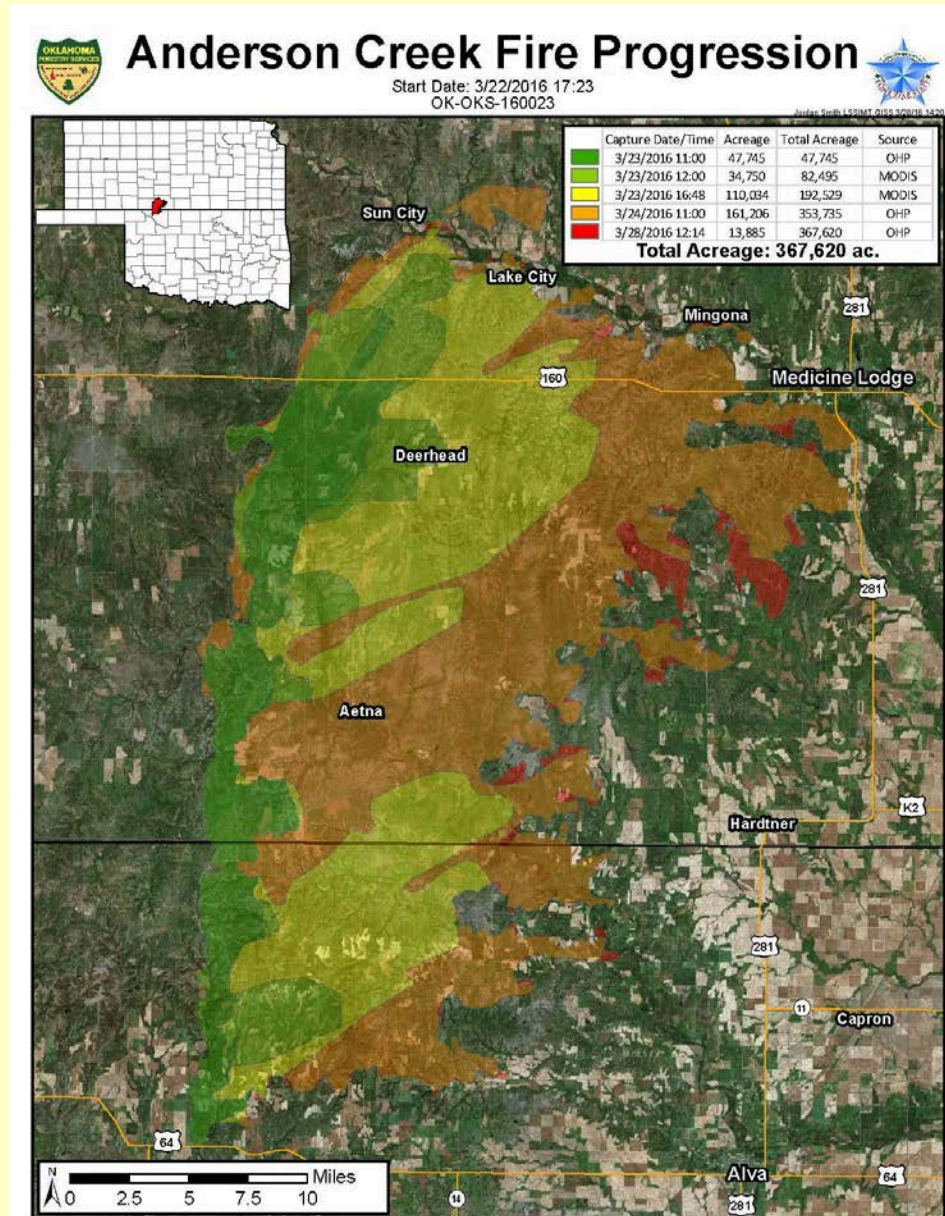 OKLAHOMA
FORESTRY SERVICES
Anderson Creek Fire Progression
Start Date: 3/22/2016 17:23
OK-OKS-160023
Capture Date/Time Acreage Total Acreage Source
3/23/2016 11:00 47,745 47,745 OHP
3/23/2016 12:00 34,750 82,495 MODIS
3/23/2016 16:48 110,034 192,529 MODIS
3/24/2016 11:00 161,206 353,735 OHP
3/28/2016 12:14 13,885 367,620 OHP
Total Acreage: 367,620 ac.
Sun City
Lake City
281
Mingona
160
Medicine Lodge
Deerhead
281
Aetna
K2
Hardtner
281
11
Capron
64
N
Miles
0 2.5 5 7.5 10
Alva
64
14
281